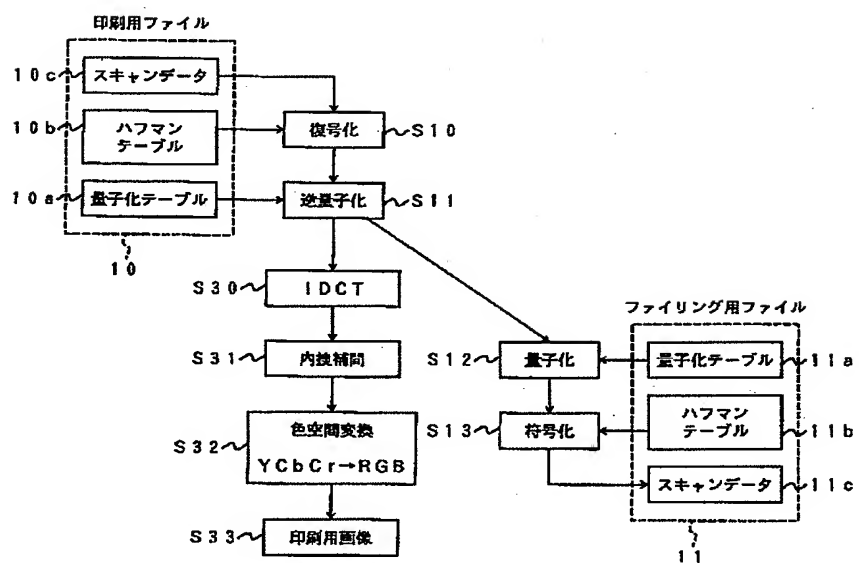 印刷用ファイル
10c
スキャンデータ
10b
ハフマン
テーブル
復号化
S10
10a
量子化テーブル
逆量子化
S11
10
S30
IDCT
ファイリング用ファイル
S31
内挿補間
S12
量子化
量子化テーブル
11a
S32
色空間変換
YCbCr→RGB
S13
符号化
ハフマン
テーブル
11b
スキャンデータ
11c
S33
印刷用画像
11